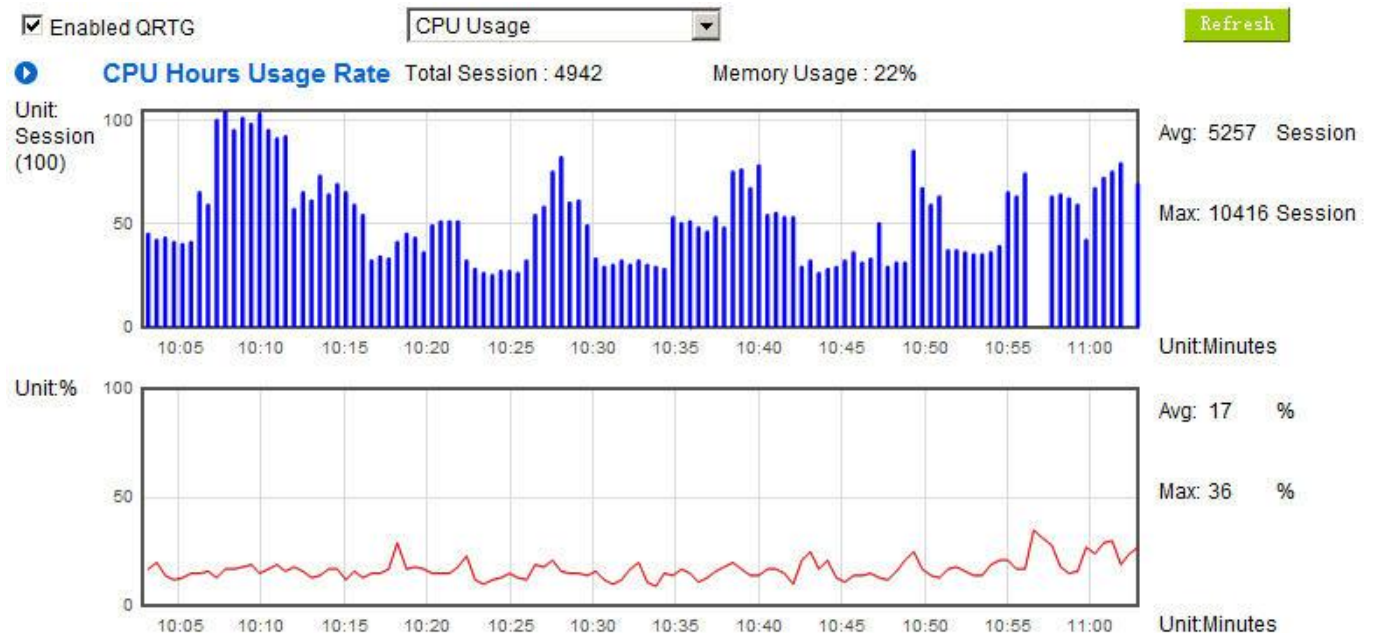 Enabled QRTG CPU Usage Refresh
CPU Hours Usage Rate Total Session : 4942 Memory Usage : 22%
Unit:
Session
(100)
100
50
0
Avg: 5257 Session
Max: 10416 Session
10:05 10:10 10:15 10:20 10:25 10:30 10:35 10:40 10:45 10:50 10:55 11:00 Unit:Minutes
Unit:%
100
50
0
Avg: 17 %
Max: 36 %
10:05 10:10 10:15 10:20 10:25 10:30 10:35 10:40 10:45 10:50 10:55 11:00 Unit:Minutes